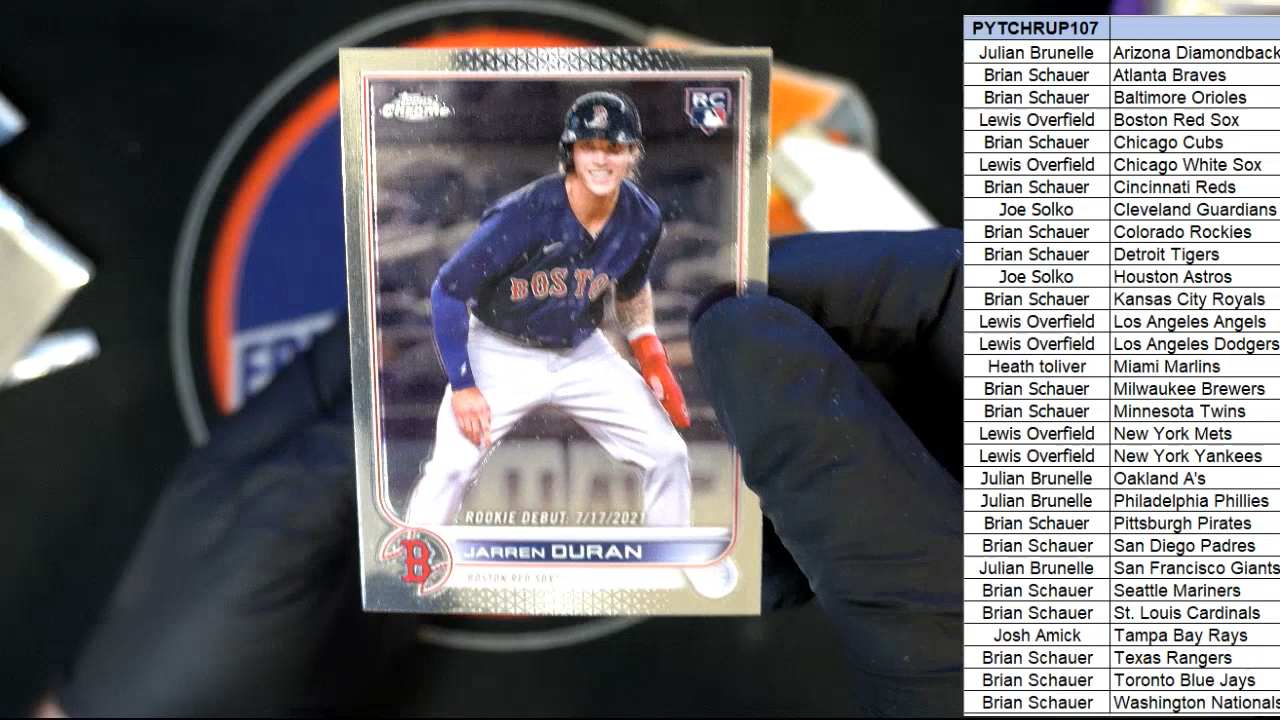 Topps
Chrome
RC
BOSTO
ROOKIE DEBUT: 7/17/2021
JARREN DURAN
B
BOSTON RED SOX
PYTCHRUP107
Julian Brunelle Arizona Diamondback
Brian Schauer Atlanta Braves
Brian Schauer Baltimore Orioles
Lewis Overfield Boston Red Sox
Brian Schauer Chicago Cubs
Lewis Overfield Chicago White Sox
Brian Schauer Cincinnati Reds
Joe Solko Cleveland Guardians
Brian Schauer Colorado Rockies
Brian Schauer Detroit Tigers
Joe Solko Houston Astros
Brian Schauer Kansas City Royals
Lewis Overfield Los Angeles Angels
Lewis Overfield Los Angeles Dodgers
Heath toliver Miami Marlins
Brian Schauer Milwaukee Brewers
Brian Schauer Minnesota Twins
Lewis Overfield New York Mets
Lewis Overfield New York Yankees
Julian Brunelle Oakland A's
Julian Brunelle Philadelphia Phillies
Brian Schauer Pittsburgh Pirates
Brian Schauer San Diego Padres
Julian Brunelle San Francisco Giants
Brian Schauer Seattle Mariners
Brian Schauer St. Louis Cardinals
Josh Amick Tampa Bay Rays
Brian Schauer Texas Rangers
Brian Schauer Toronto Blue Jays
Brian Schauer Washington Nationals